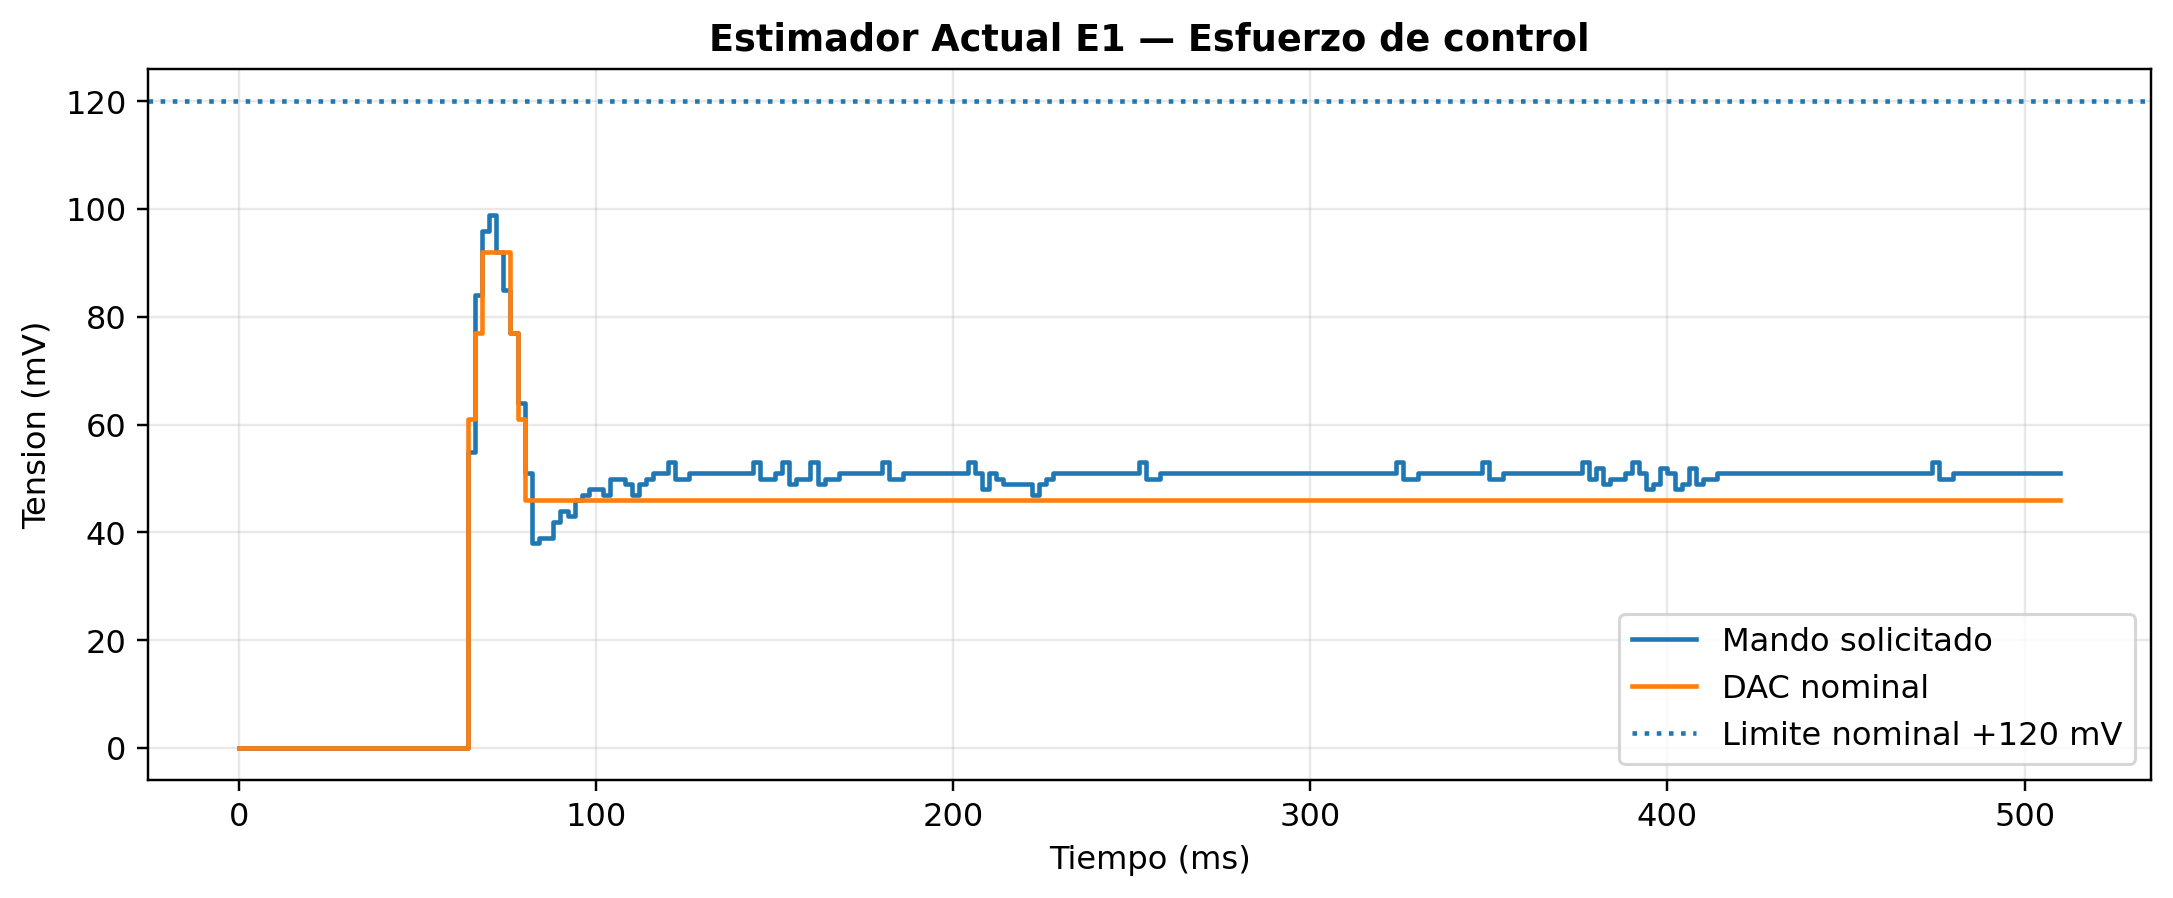 Estimador Actual E1 — Esfuerzo de control
Tension (mV)
120
100
80
60
40
20
0
Mando solicitado
DAC nominal
Limite nominal +120 mV
0 100 200 300 400 500
Tiempo (ms)